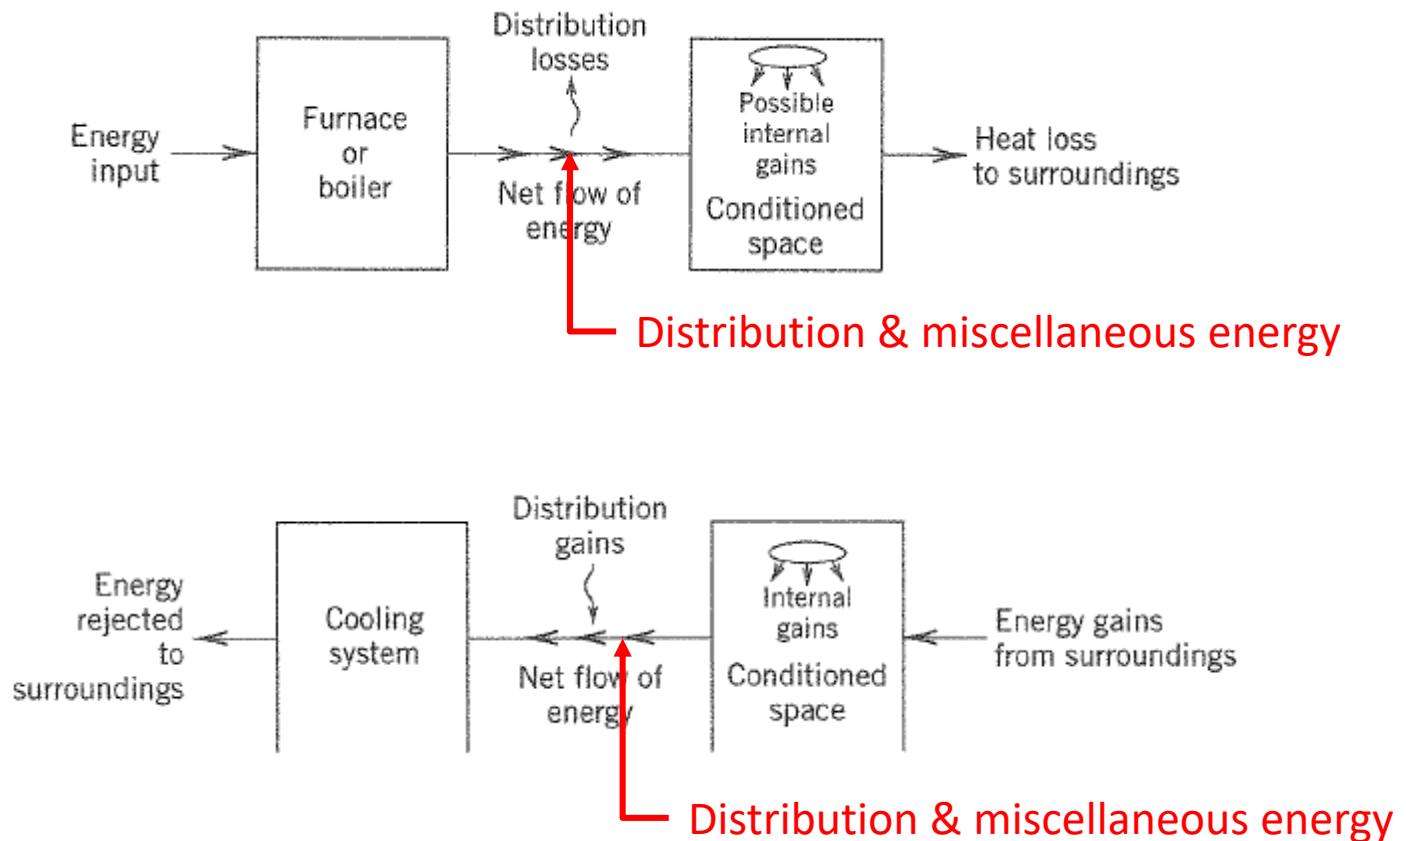 Distribution
losses
Energy
input
Furnace
or
boiler
Net flow of
energy
Possible
internal
gains
Conditioned
space
Heat loss
to surroundings
Distribution & miscellaneous energy
Distribution
gains
Energy
rejected
to
surroundings
Cooling
system
Net flow of
energy
Internal
gains
Conditioned
space
Energy gains
from surroundings
Distribution & miscellaneous energy